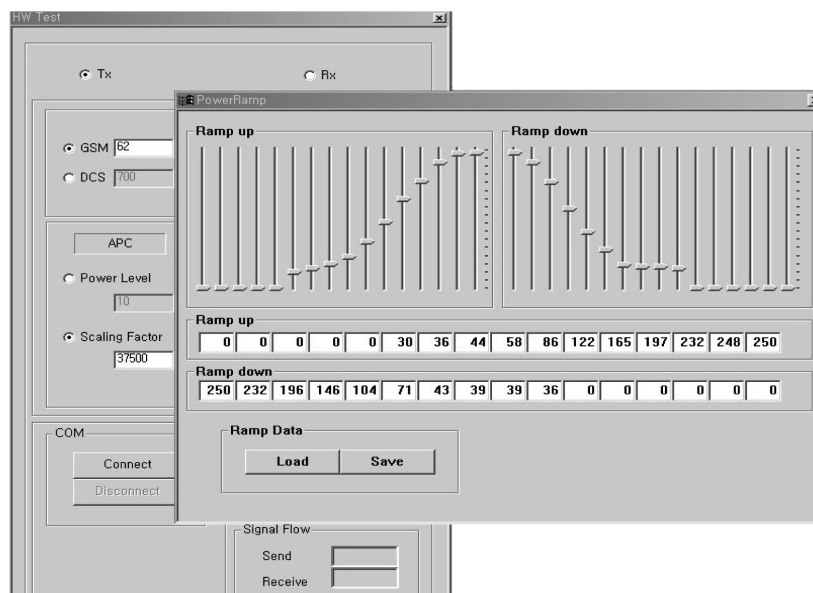 HW Test
Tx
Rx
GSM 62
DCS 700
APC
Power Level
10
Scaling Factor
37500
COM
Connect
Disconnect
Signal Flow
Send
Receive
PowerRamp
Ramp up
Ramp down
Ramp up
0 0 0 0 0 30 36 44 58 86 122 165 197 232 248 250
Ramp down
250 232 196 146 104 71 43 39 39 36 0 0 0 0 0 0
Ramp Data
Load
Save